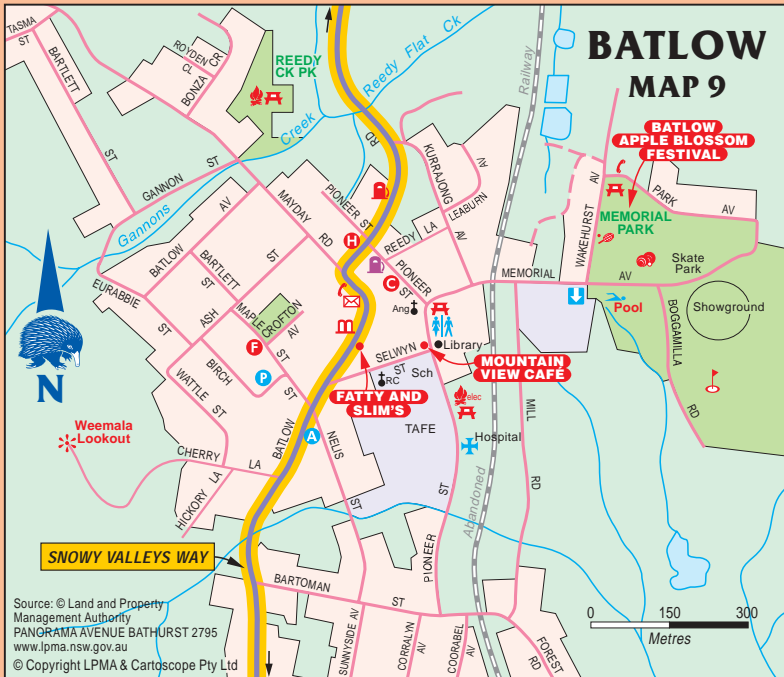 BATLOW
MAP 9
TASMA
ST
BARTLETT
ST
ROYDEN
CL
BONZA
CR
REEDY
CK PK
Reedy Flat Ck
Railway
Gannons
Creek
GANNON
ST
RD
KURRAJONG
AV
AV
LEABURN
BATLOW
APPLE BLOSSOM
FESTIVAL
PARK
AV
MEMORIAL
PARK
WAKEHURST
AV
Skate
Park
MEMORIAL
AV
Pool
Showground
BOGGAMILLA
RD
MAYDAY
RD
PIONEER
ST
H
REEDY
LA
C
PIONEER
ST
Ang
BATLOW
AV
EURABBIE
ST
BARTLETT
ST
ASH
ST
MAPLE
ST
CROFTON
AV
F
BIRCH
ST
P
WATTLE
ST
m
Library
SELWYN
ST
MOUNTAIN
VIEW CAFÉ
Sch
RC
FATTY AND
SLIM'S
elec
TAFE
Hospital
MILL
RD
Weemala
Lookout
CHERRY
LA
HICKORY
LA
BATLOW
A
NELIS
ST
PIONEER
ST
Abandoned
N
SNOWY VALLEYS WAY
BARTOMAN
ST
SUNNYSIDE AV
CORRALYN
AV
COORABEL
AV
FOREST
RD
0 150 300
Metres
Source: © Land and Property
Management Authority
PANORAMA AVENUE BATHURST 2795
www.lpma.nsw.gov.au
© Copyright LPMA & Cartoscope Pty Ltd